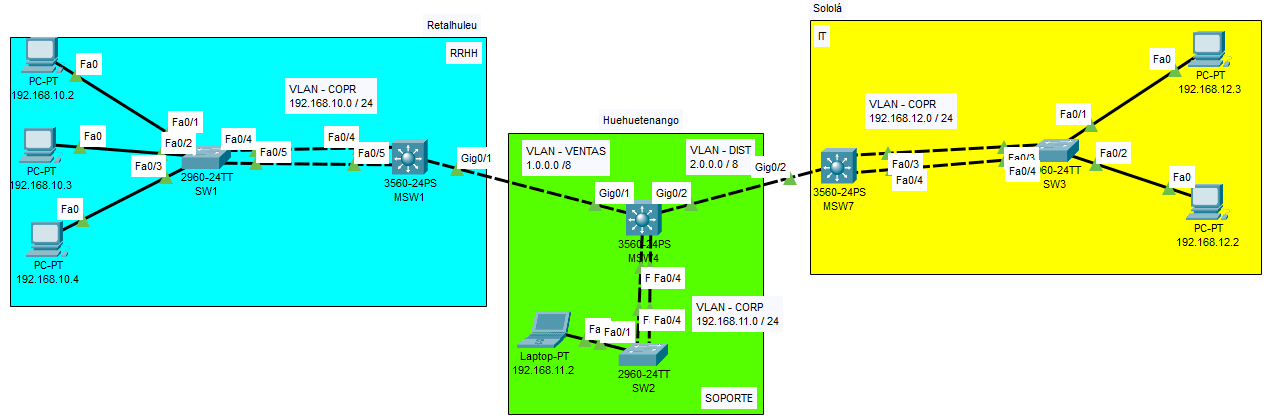 Retalhuleu
RRHH
Fa0
PC-PT
192.168.10.2
VLAN - COPR
192.168.10.0 / 24
Fa0/1
Fa0
Fa0/2
Fa0/4
Fa0/4
PC-PT
192.168.10.3
Fa0/3
Fa0/5
Fa0/5
2960-24TT
SW1
3560-24PS
MSW1
Gig0/1
Fa0
PC-PT
192.168.10.4
Huehuetenango
VLAN - VENTAS
1.0.0.0 /8
VLAN - DIST
2.0.0.0 / 8
Gig0/2
Gig0/1
Gig0/2
3560-24PS
MSW4
Fa0/4
VLAN - CORP
192.168.11.0 / 24
Fa0/4
Fa0/1
Laptop-PT
192.168.11.2
2960-24TT
SW2
SOPORTE
Sololá
IT
Fa0
PC-PT
192.168.12.3
VLAN - COPR
192.168.12.0 / 24
Fa0/1
Fa0/3
Fa0/3
Fa0/2
3560-24PS
MSW7
Fa0/4
Fa0/4
SW3
Fa0
PC-PT
192.168.12.2